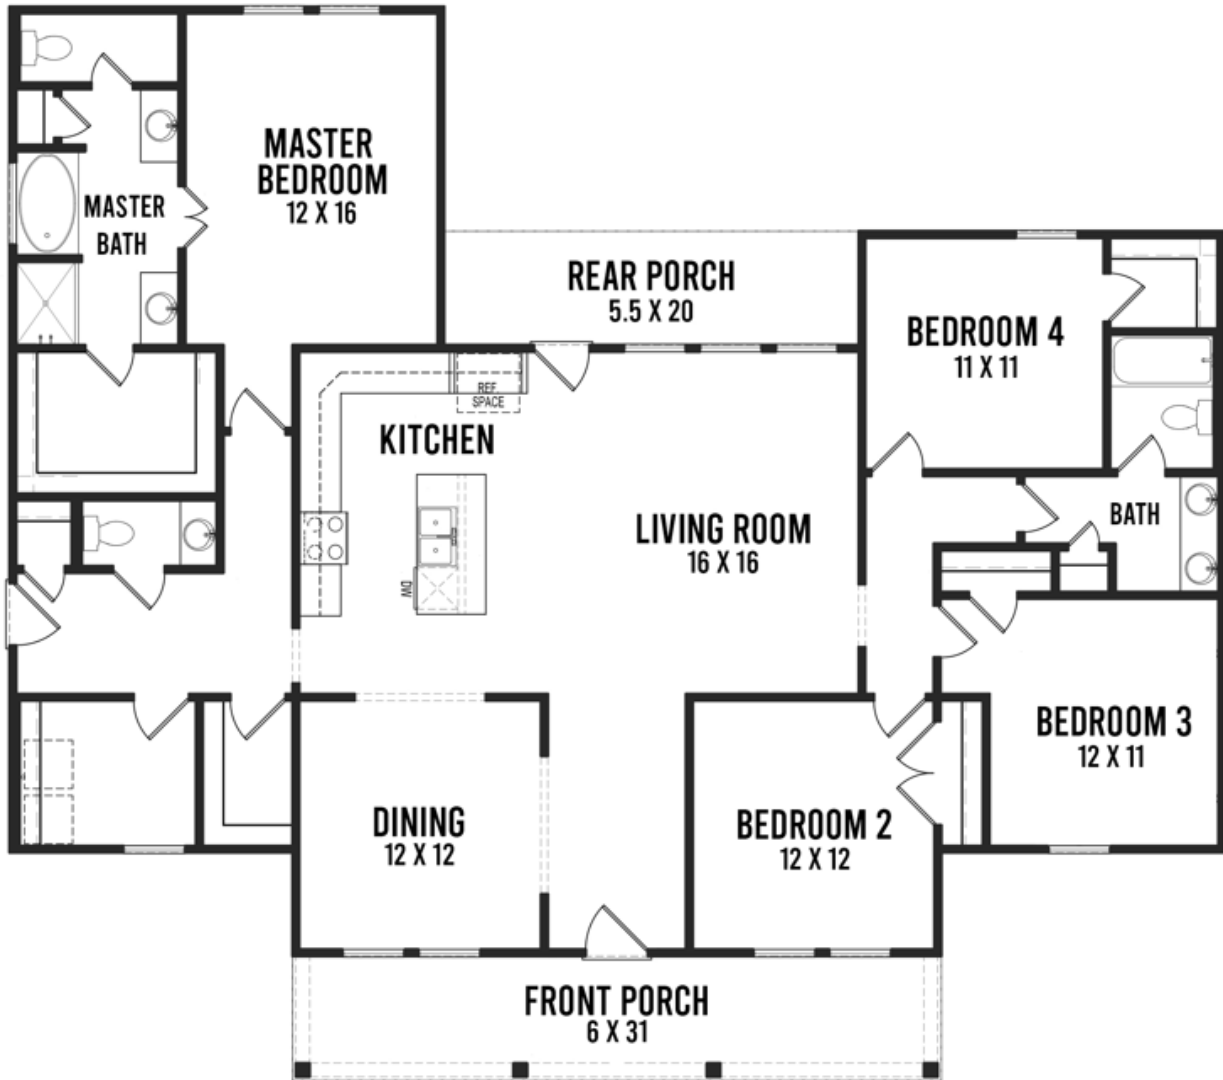 MASTER
BEDROOM
12 X 16
MASTER
BATH
REAR PORCH
5.5 X 20
BEDROOM 4
11 X 11
REF.
SPACE
KITCHEN
LIVING ROOM
16 X 16
BATH
DW
BEDROOM 3
12 X 11
DINING
12 X 12
BEDROOM 2
12 X 12
FRONT PORCH
6 X 31